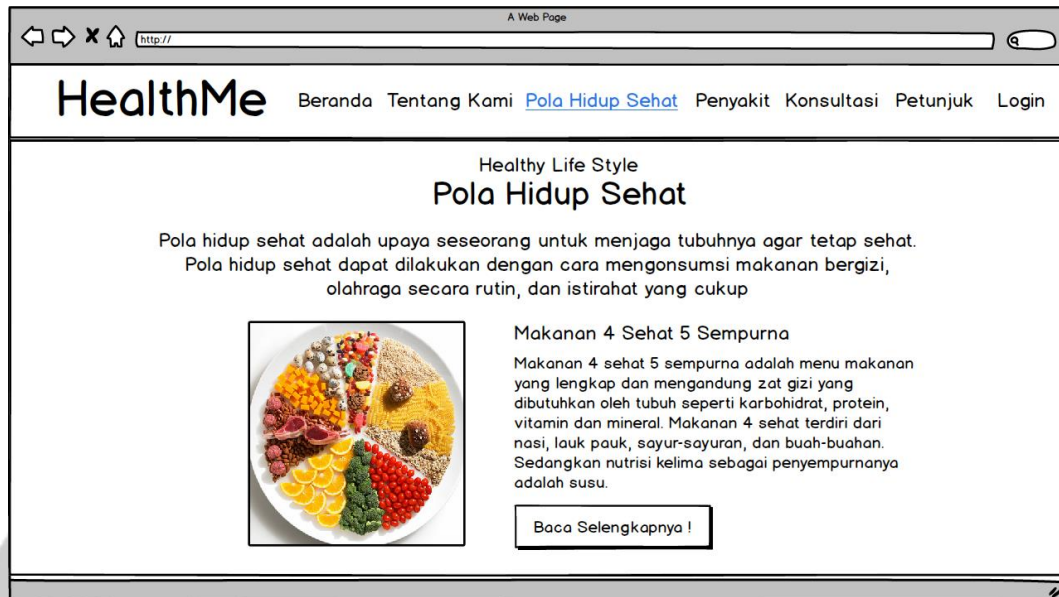 A Web Page
http://
HealthMe Beranda Tentang Kami Pola Hidup Sehat Penyakit Konsultasi Petunjuk Login
Healthy Life Style
Pola Hidup Sehat
Pola hidup sehat adalah upaya seseorang untuk menjaga tubuhnya agar tetap sehat.
Pola hidup sehat dapat dilakukan dengan cara mengonsumsi makanan bergizi,
olahraga secara rutin, dan istirahat yang cukup
Makanan 4 Sehat 5 Sempurna
Makanan 4 sehat 5 sempurna adalah menu makanan
yang lengkap dan mengandung zat gizi yang
dibutuhkan oleh tubuh seperti karbohidrat, protein,
vitamin dan mineral. Makanan 4 sehat terdiri dari
nasi, lauk pauk, sayur-sayuran, dan buah-buahan.
Sedangkan nutrisi kelima sebagai penyempurnanya
adalah susu.
Baca Selengkapnya !